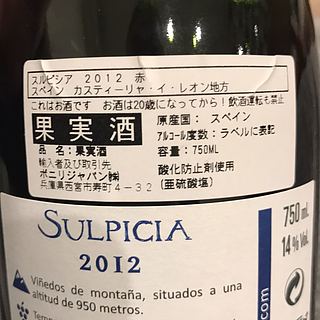 スルピシア 2012 赤
スペイン カスティーリャ・イ・レオン地方
これはお酒です お酒は20歳になってから！飲酒運転も禁止
果実酒
原産国： スペイン
アルコール度数：ラベルに表記
品 名：果実酒
容量：750ML
輸入者及び取引先
ボニリジャパン㈱
酸化防止剤使用
兵庫県西宮市寿町4－32
(亜硫酸塩)
SULPICIA
2012
750 ml
14% Vol.
Viñedos de montaña, situados a una
altitud de 950 metros.
.com